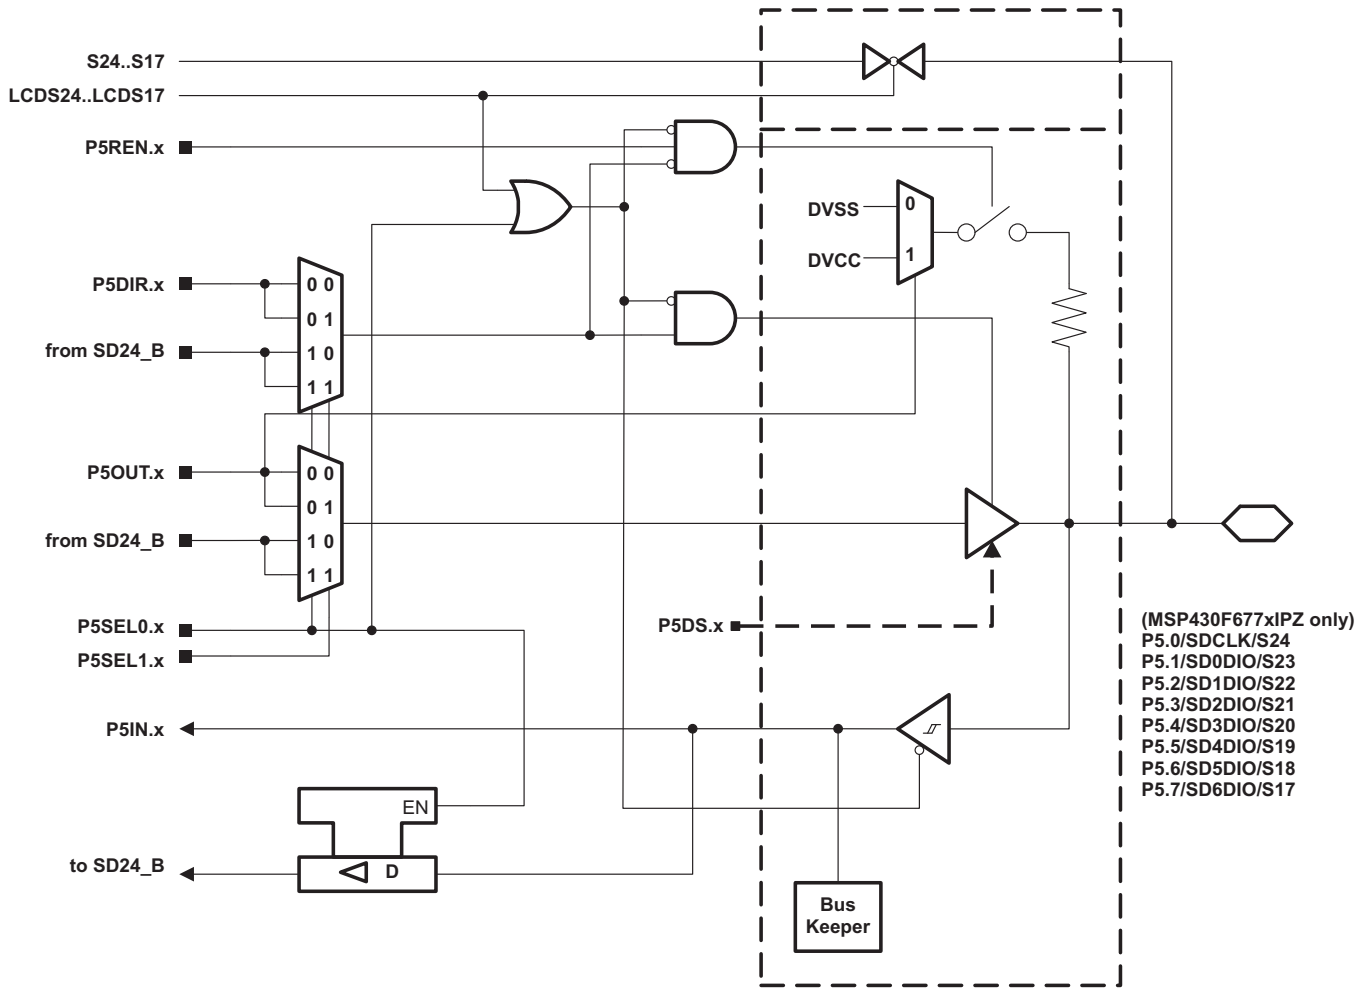 S24..S17
LCDS24..LCDS17
P5REN.x
DVSS
0
DVCC
1
P5DIR.x
0 0
0 1
from SD24_B
1 0
1 1
P5OUT.x
0 0
0 1
from SD24_B
1 0
1 1
P5SEL0.x
P5SEL1.x
P5DS.x
(MSP430F677xIPZ only)
P5.0/SDCLK/S24
P5.1/SD0DIO/S23
P5.2/SD1DIO/S22
P5.3/SD2DIO/S21
P5.4/SD3DIO/S20
P5.5/SD4DIO/S19
P5.6/SD5DIO/S18
P5.7/SD6DIO/S17
P5IN.x
EN
to SD24_B
D
Bus
Keeper